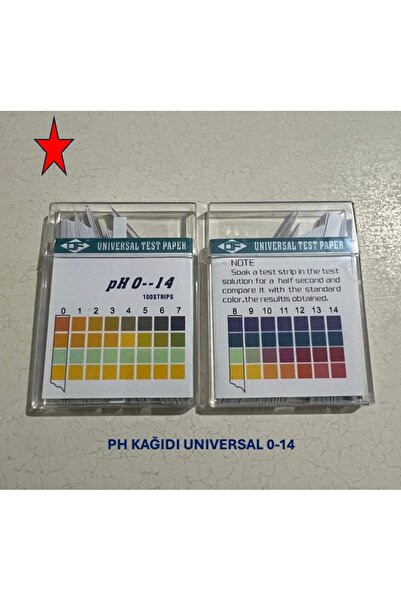 UNIVERSAL TEST PAPER
pH 0--14
100STRIPS
0 1 2 3 4 5 6 7
UNIVERSAL TEST PAPER
NOTE
Soak a test strip in the test
solution for a half second and
compare it with the standard
color,the resultis obtained.
8 9 10 11 12 13 14
PH KAĞIDI UNIVERSAL 0-14